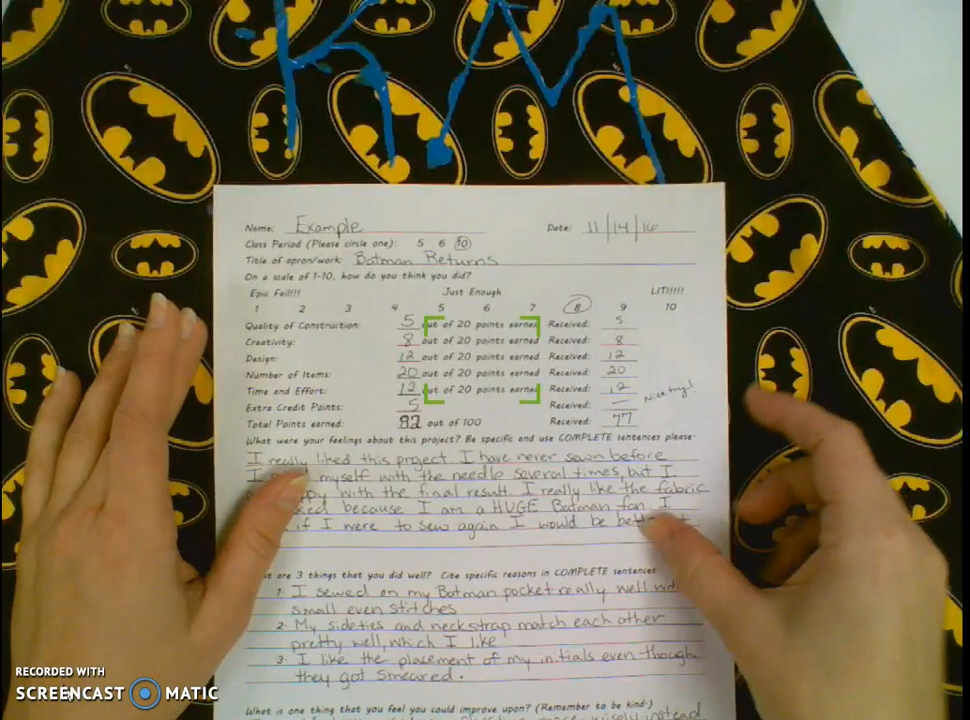 KM
Name: Example Date: 11/14/16
Class Period (Please circle one): 5 6 10
Title of apron/work: Batman Returns
On a scale of 1-10, how do you think you did?
Epic Fail!!! Just Enough LIT!!!!!
1 2 3 4 5 6 7 8 9 10
Quality of Construction: 5 out of 20 points earned Received: 5
Creativity: 8 out of 20 points earned Received: 8
Design: 12 out of 20 points earned Received: 12
Number of Items: 20 out of 20 points earned Received: 20
Time and Effort: 12 out of 20 points earned Received: 12
Extra Credit Points: 5 Received: — Nice try!
Total Points earned: 82 out of 100 Received: 77
What were your feelings about this project? Be specific and use COMPLETE sentences please.
I really liked this project. I have never sewn before
I myself with the needle several times, but I
with the final result. I really like the fabric
because I am a HUGE Batman fan. I
if I were to sew again I would be
are 3 things that you did well? Cite specific reasons in COMPLETE sentences
1. I sewed on my Batman pocket really well
small even stitches
2. My side ties and neckstrap match each other
pretty well, which I like
3. I like the placement of my initials even though
they got smeared.
What is one thing that you feel you could improve upon? (Remember to be kind.)
instead
RECORDED WITH
SCREENCAST MATIC